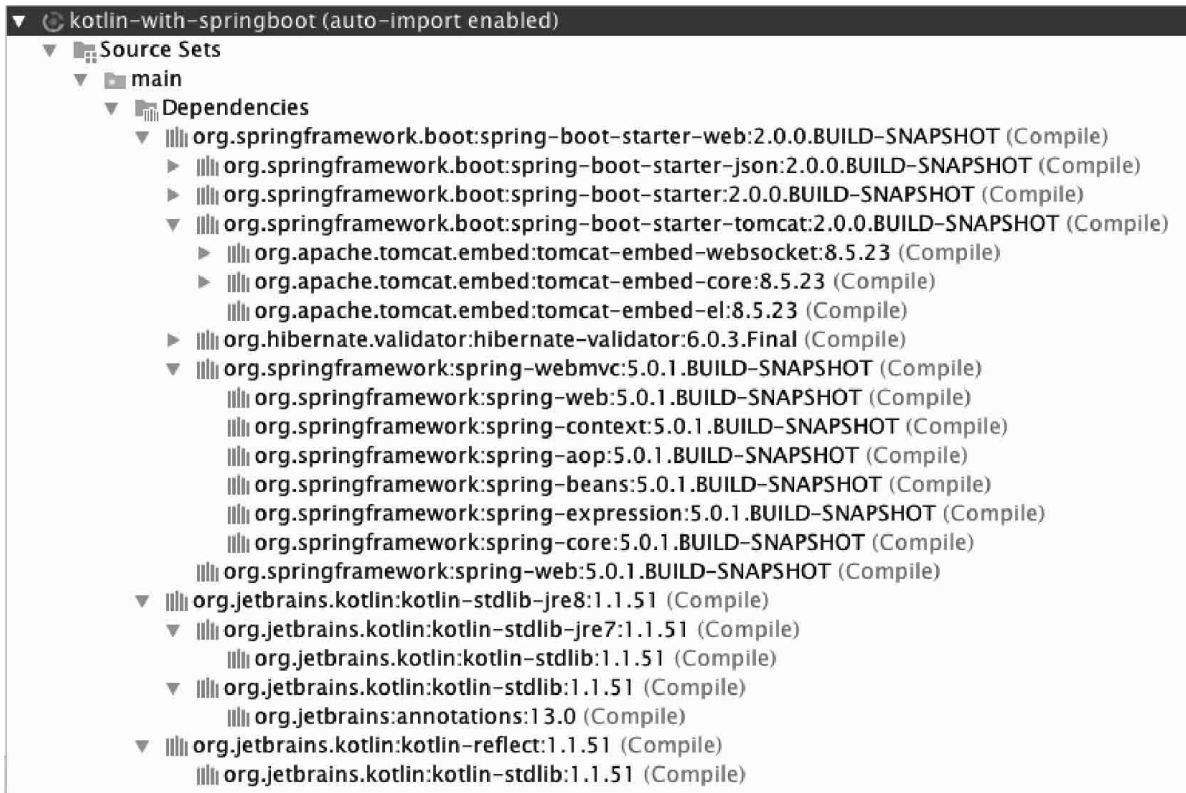 kotlin-with-springboot (auto-import enabled)
Source Sets
main
Dependencies
org.springframework.boot:spring-boot-starter-web:2.0.0.BUILD-SNAPSHOT (Compile)
org.springframework.boot:spring-boot-starter-json:2.0.0.BUILD-SNAPSHOT (Compile)
org.springframework.boot:spring-boot-starter:2.0.0.BUILD-SNAPSHOT (Compile)
org.springframework.boot:spring-boot-starter-tomcat:2.0.0.BUILD-SNAPSHOT (Compile)
org.apache.tomcat.embed:tomcat-embed-websocket:8.5.23 (Compile)
org.apache.tomcat.embed:tomcat-embed-core:8.5.23 (Compile)
org.apache.tomcat.embed:tomcat-embed-el:8.5.23 (Compile)
org.hibernate.validator:hibernate-validator:6.0.3.Final (Compile)
org.springframework:spring-webmvc:5.0.1.BUILD-SNAPSHOT (Compile)
org.springframework:spring-web:5.0.1.BUILD-SNAPSHOT (Compile)
org.springframework:spring-context:5.0.1.BUILD-SNAPSHOT (Compile)
org.springframework:spring-aop:5.0.1.BUILD-SNAPSHOT (Compile)
org.springframework:spring-beans:5.0.1.BUILD-SNAPSHOT (Compile)
org.springframework:spring-expression:5.0.1.BUILD-SNAPSHOT (Compile)
org.springframework:spring-core:5.0.1.BUILD-SNAPSHOT (Compile)
org.springframework:spring-web:5.0.1.BUILD-SNAPSHOT (Compile)
org.jetbrains.kotlin:kotlin-stdlib-jre8:1.1.51 (Compile)
org.jetbrains.kotlin:kotlin-stdlib-jre7:1.1.51 (Compile)
org.jetbrains.kotlin:kotlin-stdlib:1.1.51 (Compile)
org.jetbrains.kotlin:kotlin-stdlib:1.1.51 (Compile)
org.jetbrains:annotations:13.0 (Compile)
org.jetbrains.kotlin:kotlin-reflect:1.1.51 (Compile)
org.jetbrains.kotlin:kotlin-stdlib:1.1.51 (Compile)